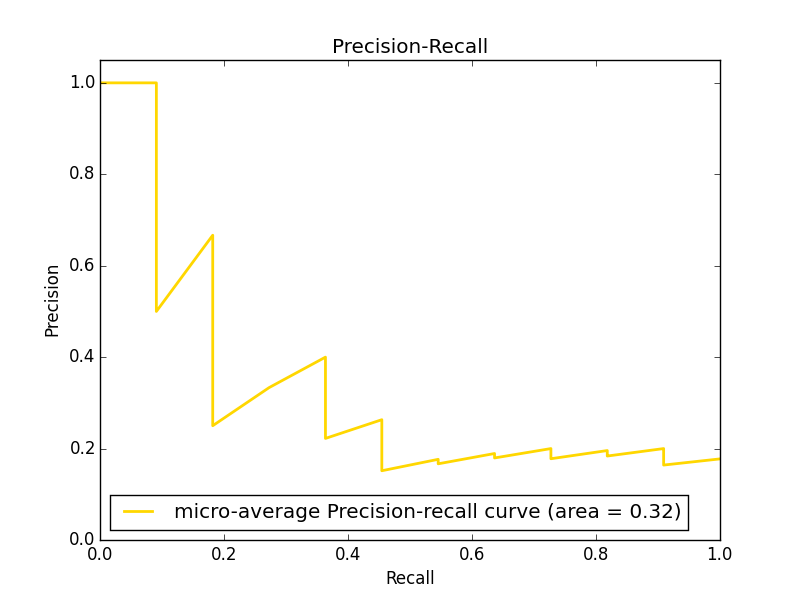 Precision-Recall
1.0
0.8
0.6
0.4
0.2
0.0
Precision
micro-average Precision-recall curve (area = 0.32)
0.0 0.2 0.4 0.6 0.8 1.0
Recall